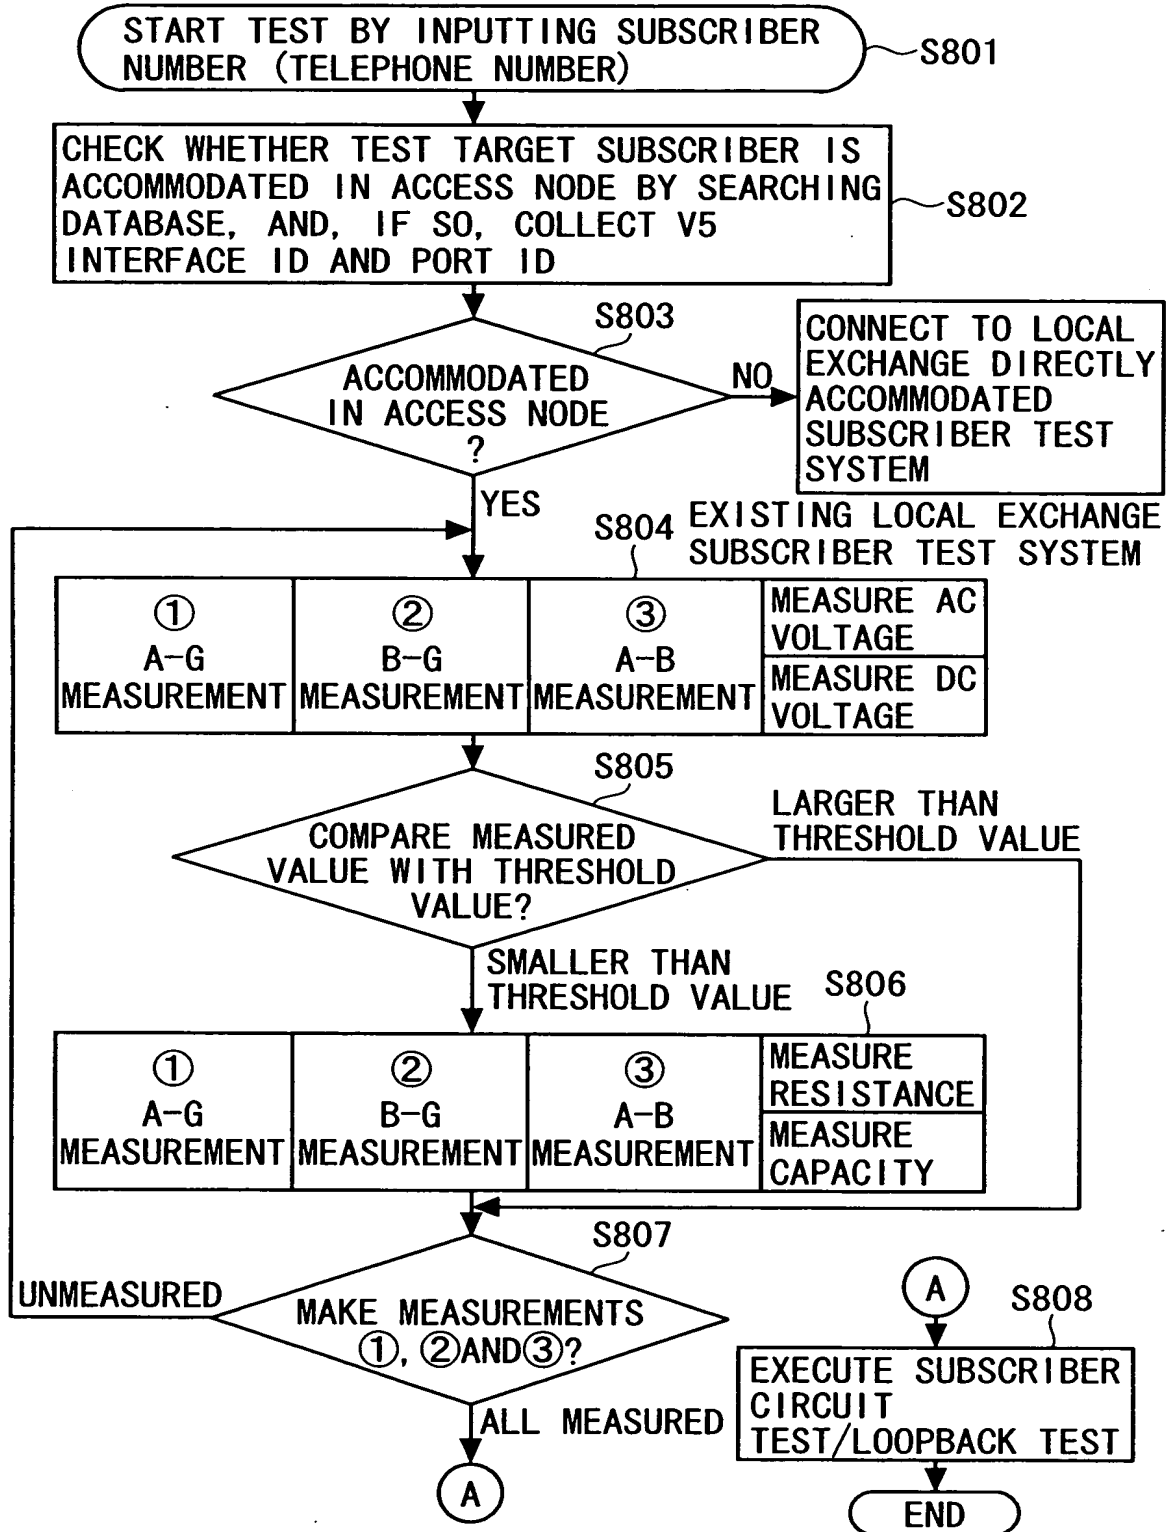 START TEST BY INPUTTING SUBSCRIBER
NUMBER (TELEPHONE NUMBER)
S801
CHECK WHETHER TEST TARGET SUBSCRIBER IS
ACCOMMODATED IN ACCESS NODE BY SEARCHING
DATABASE, AND, IF SO, COLLECT V5
INTERFACE ID AND PORT ID
S802
S803
ACCOMMODATED
IN ACCESS NODE
?
NO
CONNECT TO LOCAL
EXCHANGE DIRECTLY
ACCOMMODATED
SUBSCRIBER TEST
SYSTEM
YES
EXISTING LOCAL EXCHANGE
SUBSCRIBER TEST SYSTEM
S804
①
A-G
MEASUREMENT
②
B-G
MEASUREMENT
③
A-B
MEASUREMENT
MEASURE AC
VOLTAGE
MEASURE DC
VOLTAGE
S805
COMPARE MEASURED
VALUE WITH THRESHOLD
VALUE?
LARGER THAN
THRESHOLD VALUE
SMALLER THAN
THRESHOLD VALUE
S806
①
A-G
MEASUREMENT
②
B-G
MEASUREMENT
③
A-B
MEASUREMENT
MEASURE
RESISTANCE
MEASURE
CAPACITY
S807
UNMEASURED
MAKE MEASUREMENTS
①, ②AND③?
ALL MEASURED
A
A
S808
EXECUTE SUBSCRIBER
CIRCUIT
TEST/LOOPBACK TEST
END